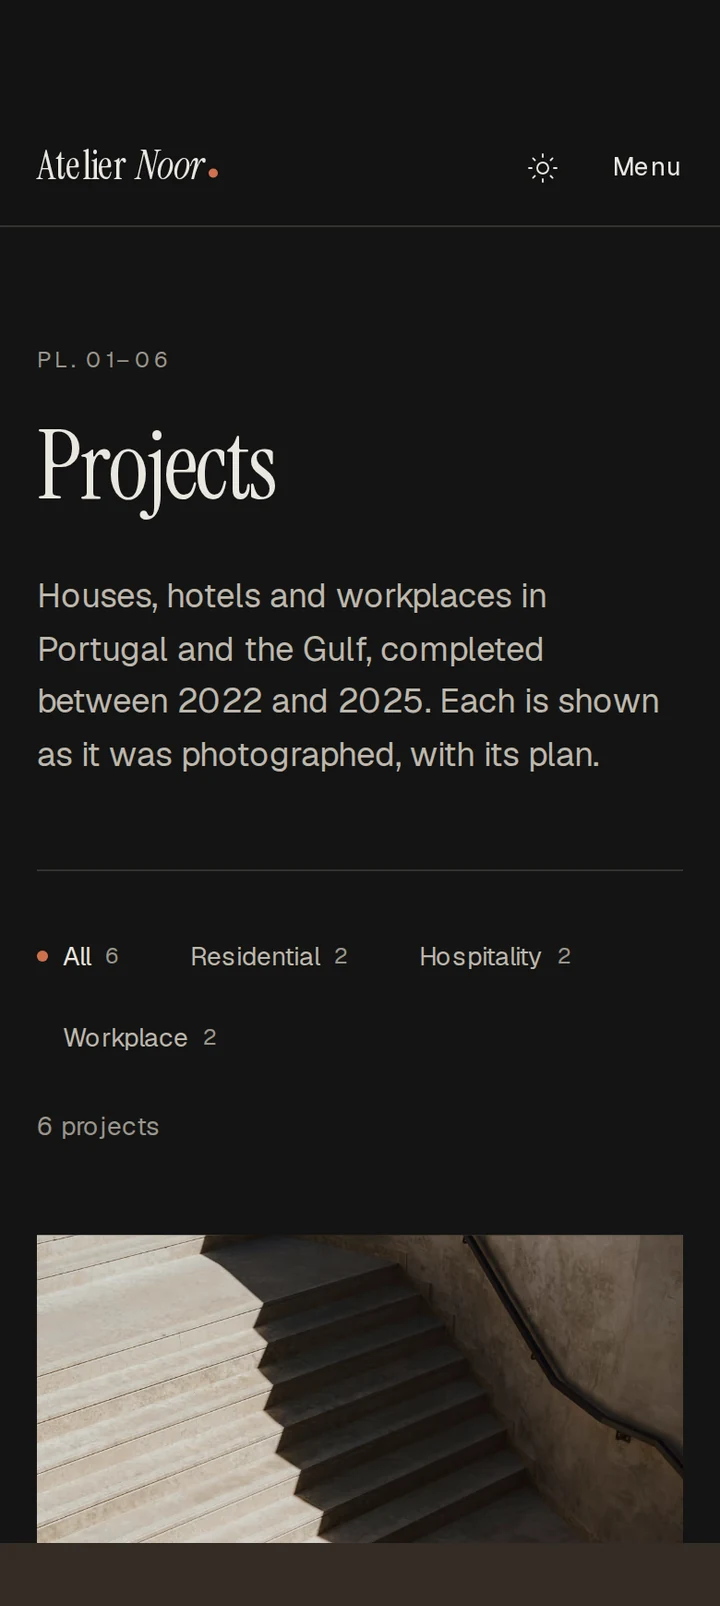 Atelier Noor.
Menu
PL. 01–06
Projects
Houses, hotels and workplaces in
Portugal and the Gulf, completed
between 2022 and 2025. Each is shown
as it was photographed, with its plan.
All 6 Residential 2 Hospitality 2
Workplace 2
6 projects